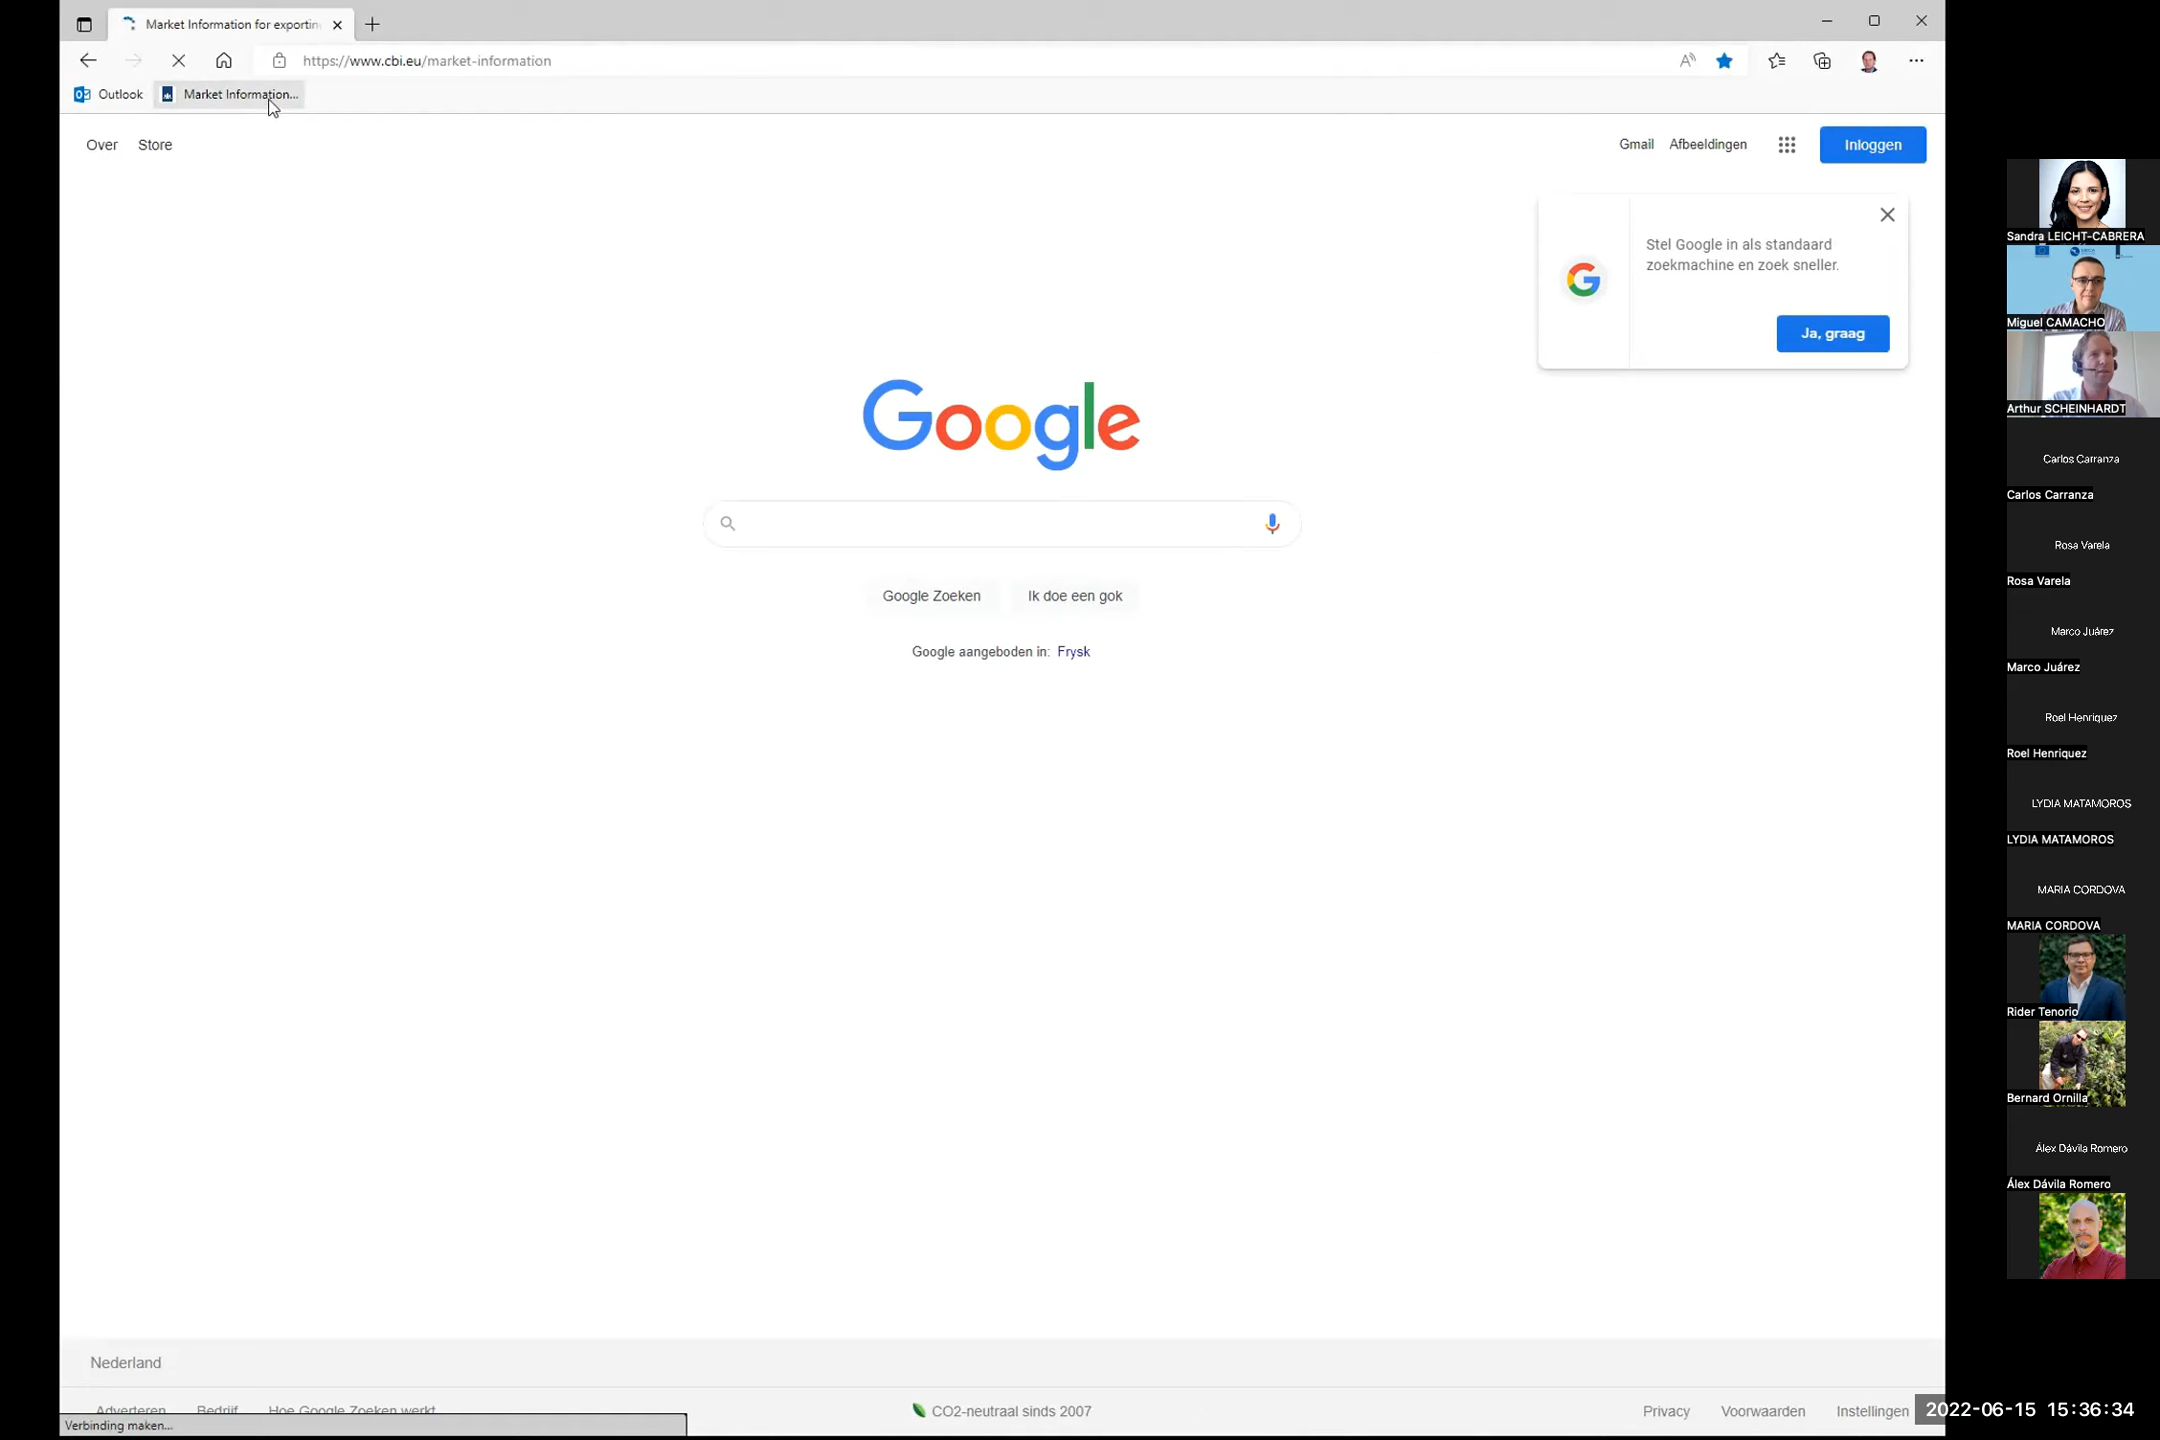 Market Information for exportin
https://www.cbi.eu/market-information
Outlook
Market Information...
Over
Store
Gmail
Afbeeldingen
Inloggen
Stel Google in als standaard
zoekmachine en zoek sneller.
Ja, graag
Google
Google Zoeken
Ik doe een gok
Google aangeboden in: Frysk
Nederland
Adverteren
Bedrijf
Hoe Google Zoeken werkt
CO2-neutraal sinds 2007
Privacy
Voorwaarden
Instellingen
Verbinding maken...
Sandra LEICHT-CABRERA
Miguel CAMACHO
Arthur SCHEINHARDT
Carlos Carranza
Carlos Carranza
Rosa Varela
Rosa Varela
Marco Juárez
Marco Juárez
Roel Henriquez
Roel Henriquez
LYDIA MATAMOROS
LYDIA MATAMOROS
MARIA CORDOVA
MARIA CORDOVA
Rider Tenorio
Bernard Ornilla
Álex Dávila Romero
Álex Dávila Romero
2022-06-15 15:36:34